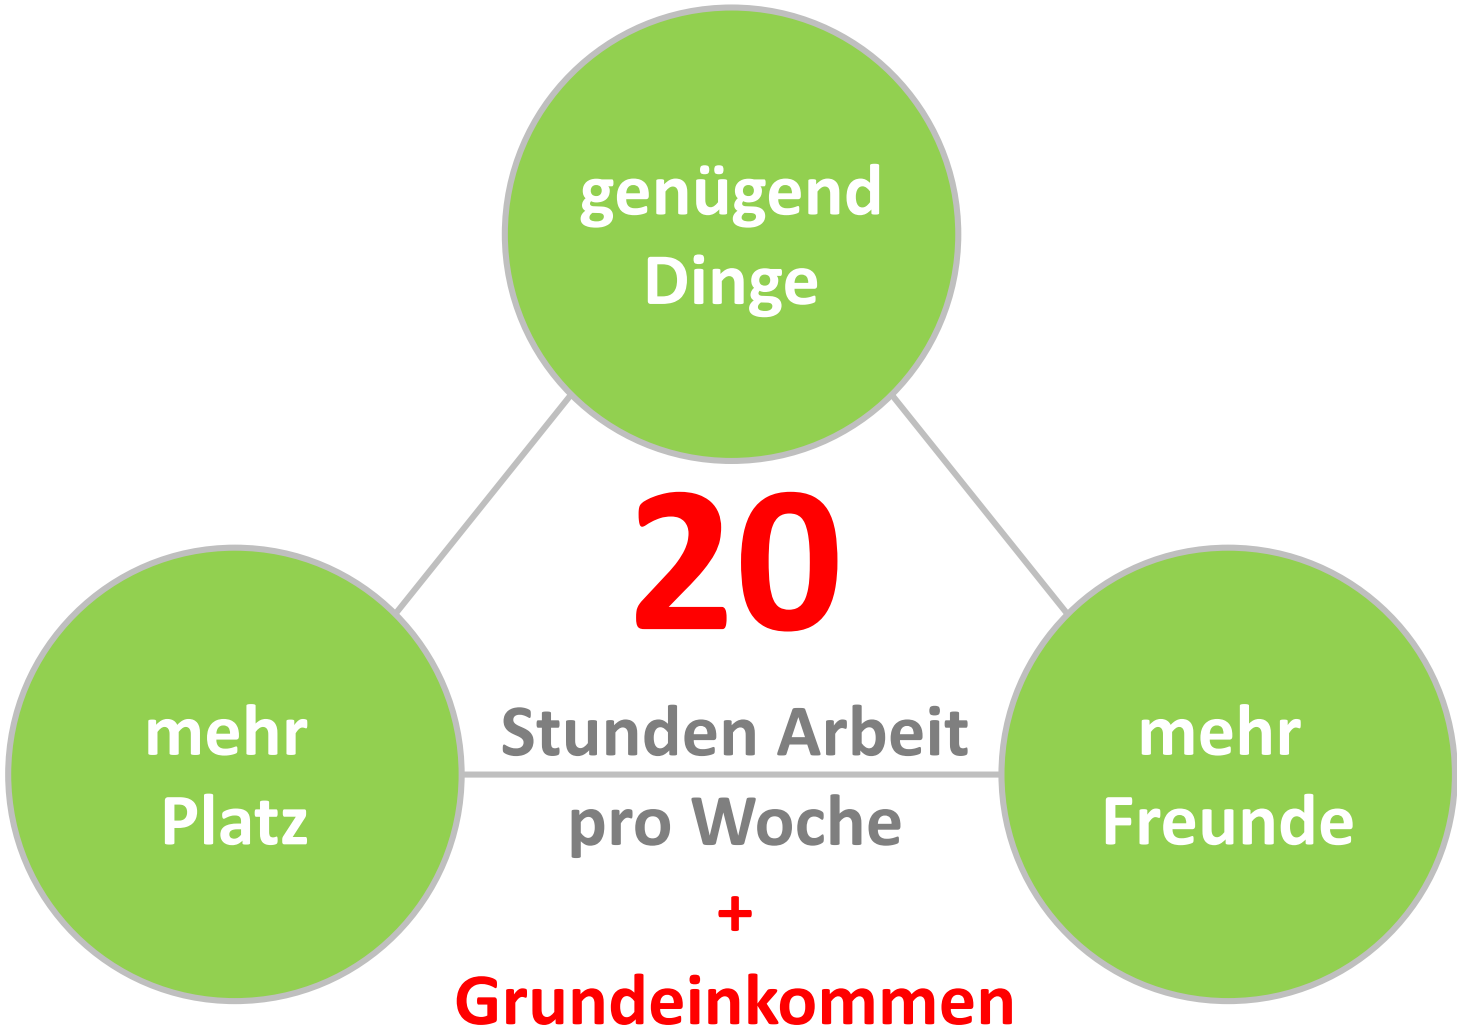 genügend
Dinge
20
Stunden Arbeit
pro Woche
+
Grundeinkommen
mehr
Platz
mehr
Freunde